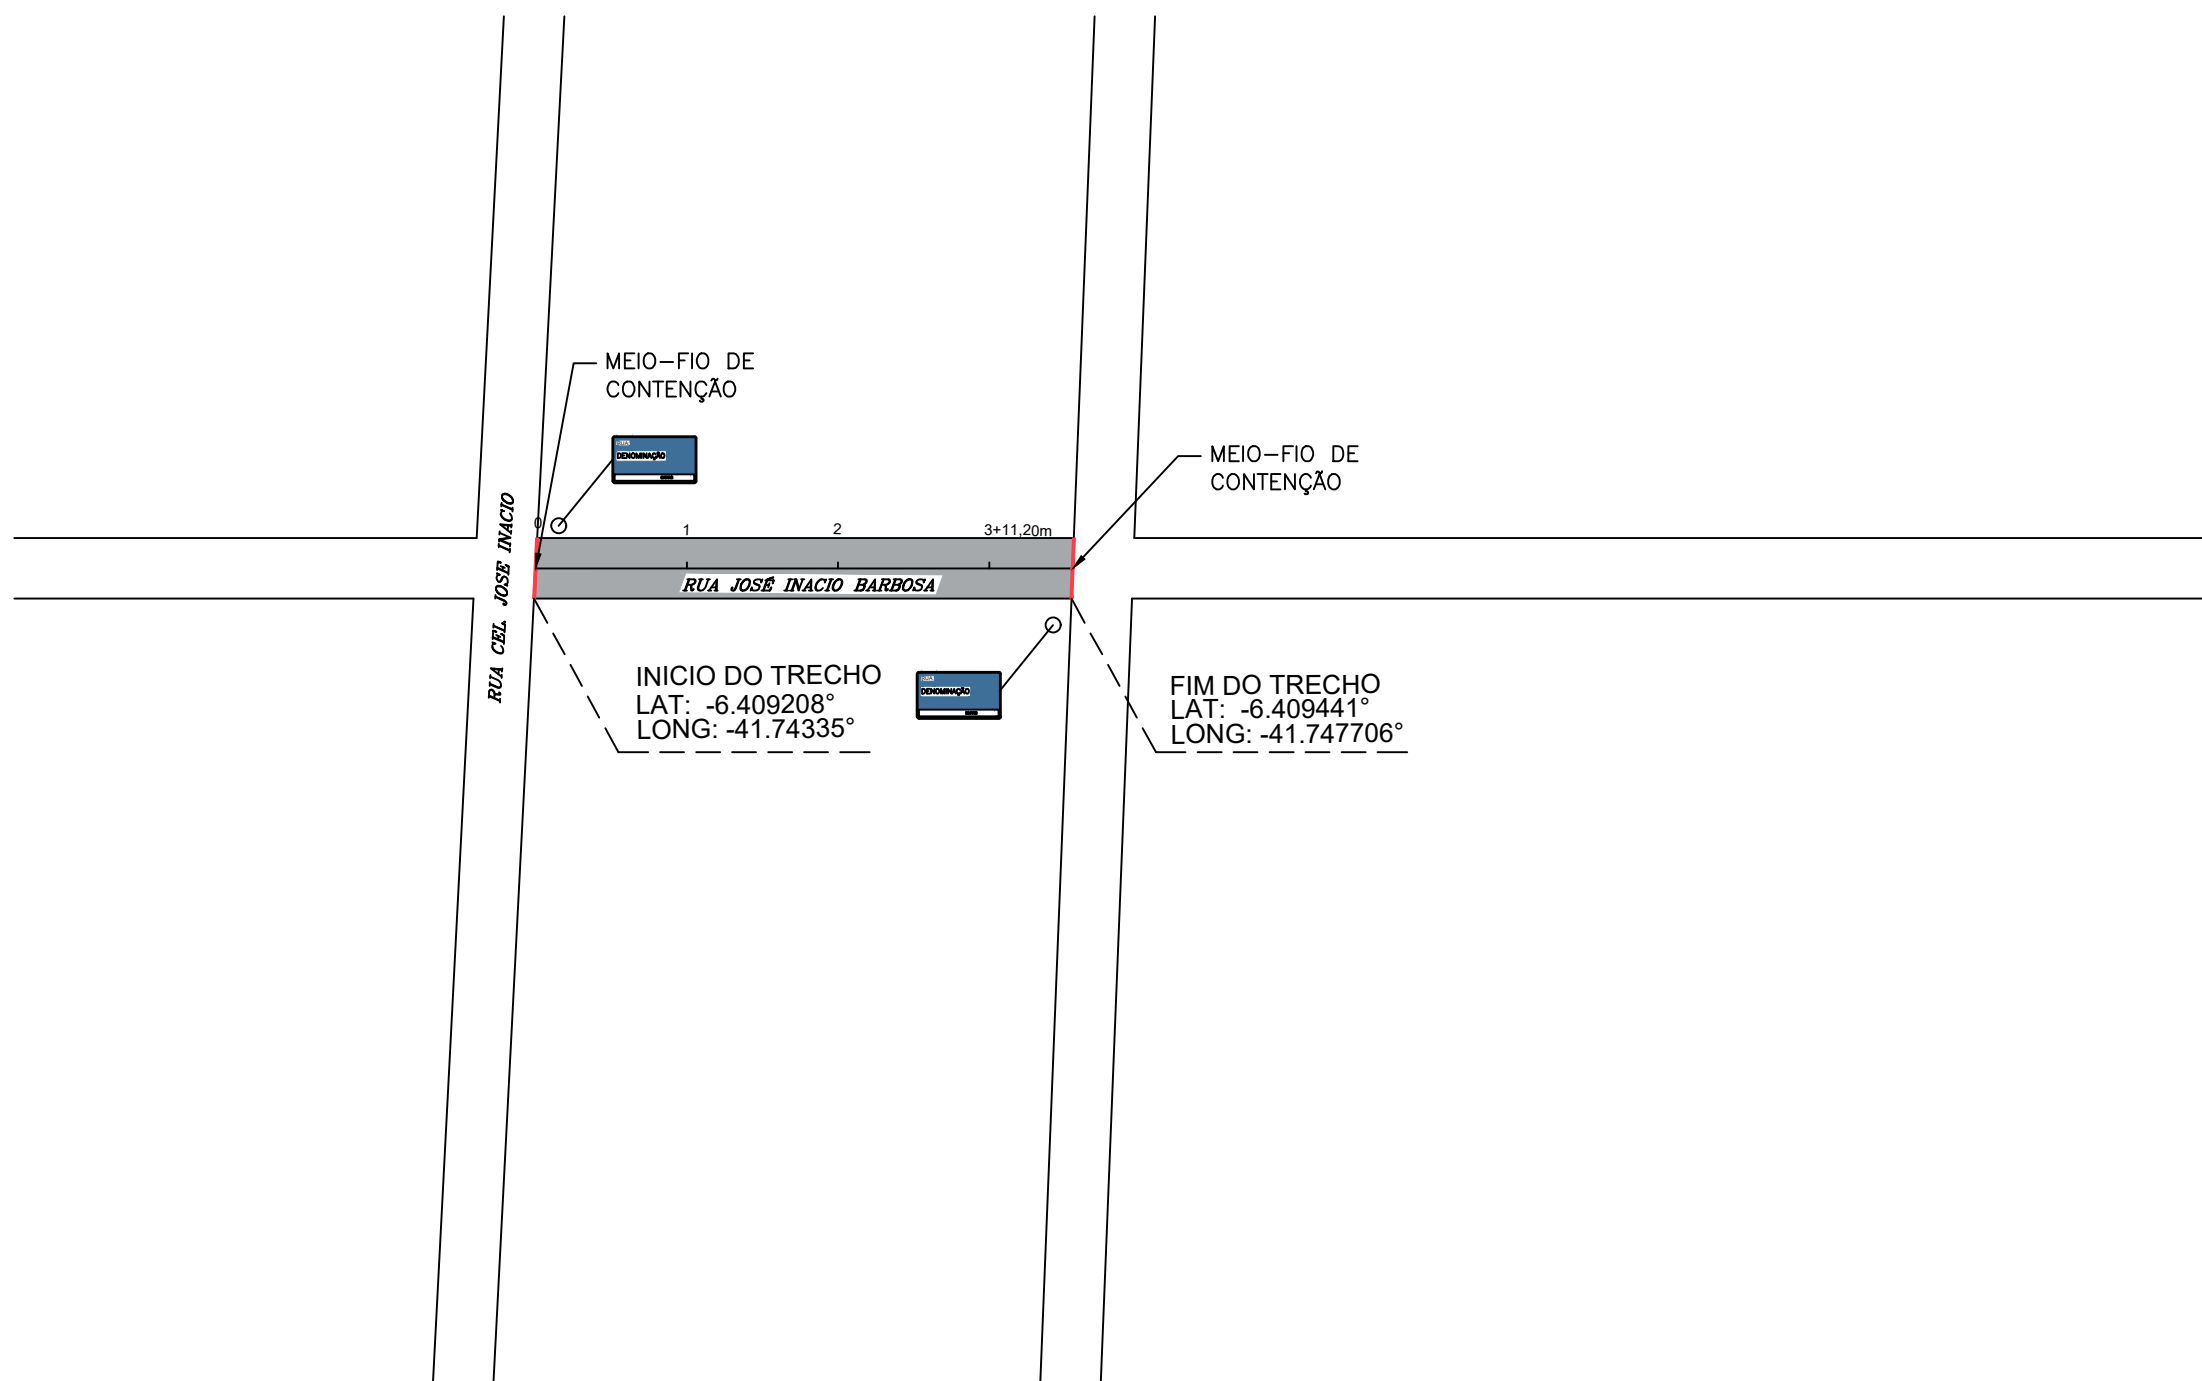 MEIO-FIO DE
CONTENÇÃO
RUA
DENOMINAÇÃO
MEIO-FIO DE
CONTENÇÃO
RUA CEL JOSE INACIO
0
1
2
3+11,20m
RUA JOSÉ INACIO BARBOSA
INICIO DO TRECHO
LAT: -6.409208°
LONG: -41.74335°
RUA
DENOMINAÇÃO
FIM DO TRECHO
LAT: -6.409441°
LONG: -41.747706°